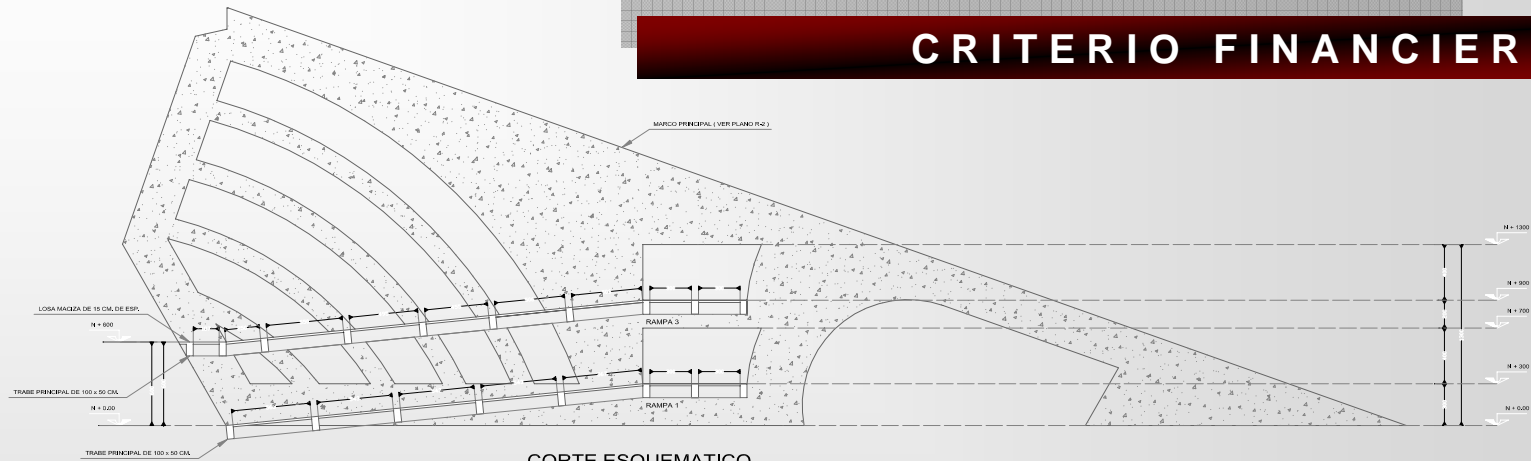 CRITERIO FINANCIER
MARCO PRINCIPAL ( VER PLANO R-2 )
N + 1300
N + 900
LOSA MACIZA DE 15 CM. DE ESP.
N + 700
RAMPA 3
N + 600
N + 300
TRABE PRINCIPAL DE 100 x 50 CM.
RAMPA 1
N + 0.00
N + 0.00
TRABE PRINCIPAL DE 100 x 50 CM.
CORTE ESQUEMATICO